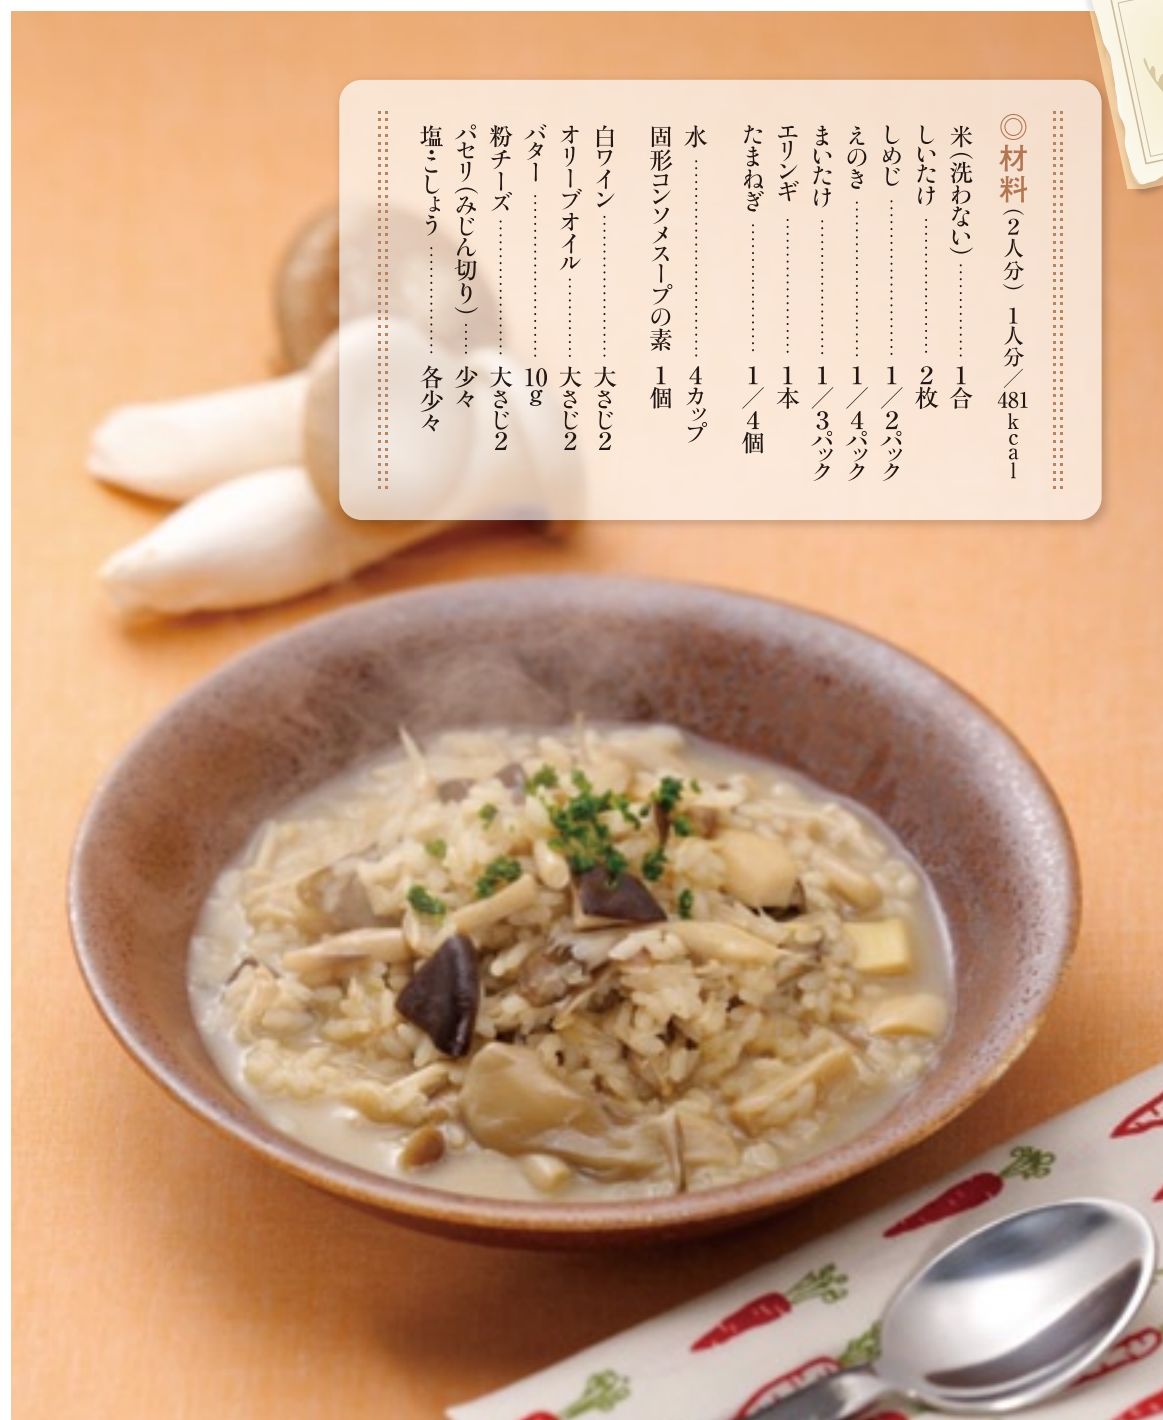 ◎材料(2人分) 1人分/481kcal
米(洗わない)…………1合
しいたけ…………2枚
しめじ…………1/2パック
えのき…………1/4パック
まいたけ…………1/3パック
エリンギ…………1本
たまねぎ…………1/4個
水…………4カップ
固形コンソメスープの素 1個
白ワイン…………大さじ2
オリーブオイル…………大さじ2
バター…………10g
粉チーズ…………大さじ2
パセリ(みじん切り)……少々
塩・こしょう…………各少々